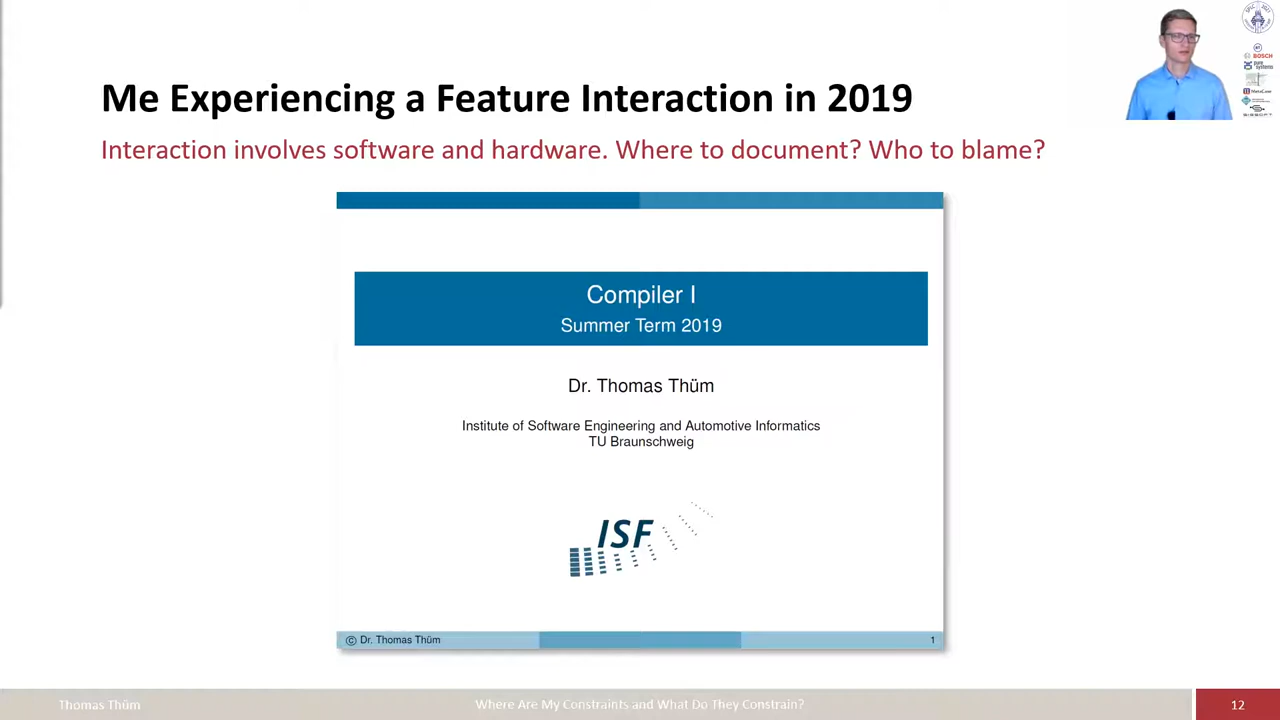 Me Experiencing a Feature Interaction in 2019
Interaction involves software and hardware. Where to document? Who to blame?
BOSCH
Compiler I
Summer Term 2019
Dr. Thomas Thüm
Institute of Software Engineering and Automotive Informatics
TU Braunschweig
ISF
© Dr. Thomas Thüm
1
Thomas Thüm
Where Are My Constraints and What Do They Constrain?
12